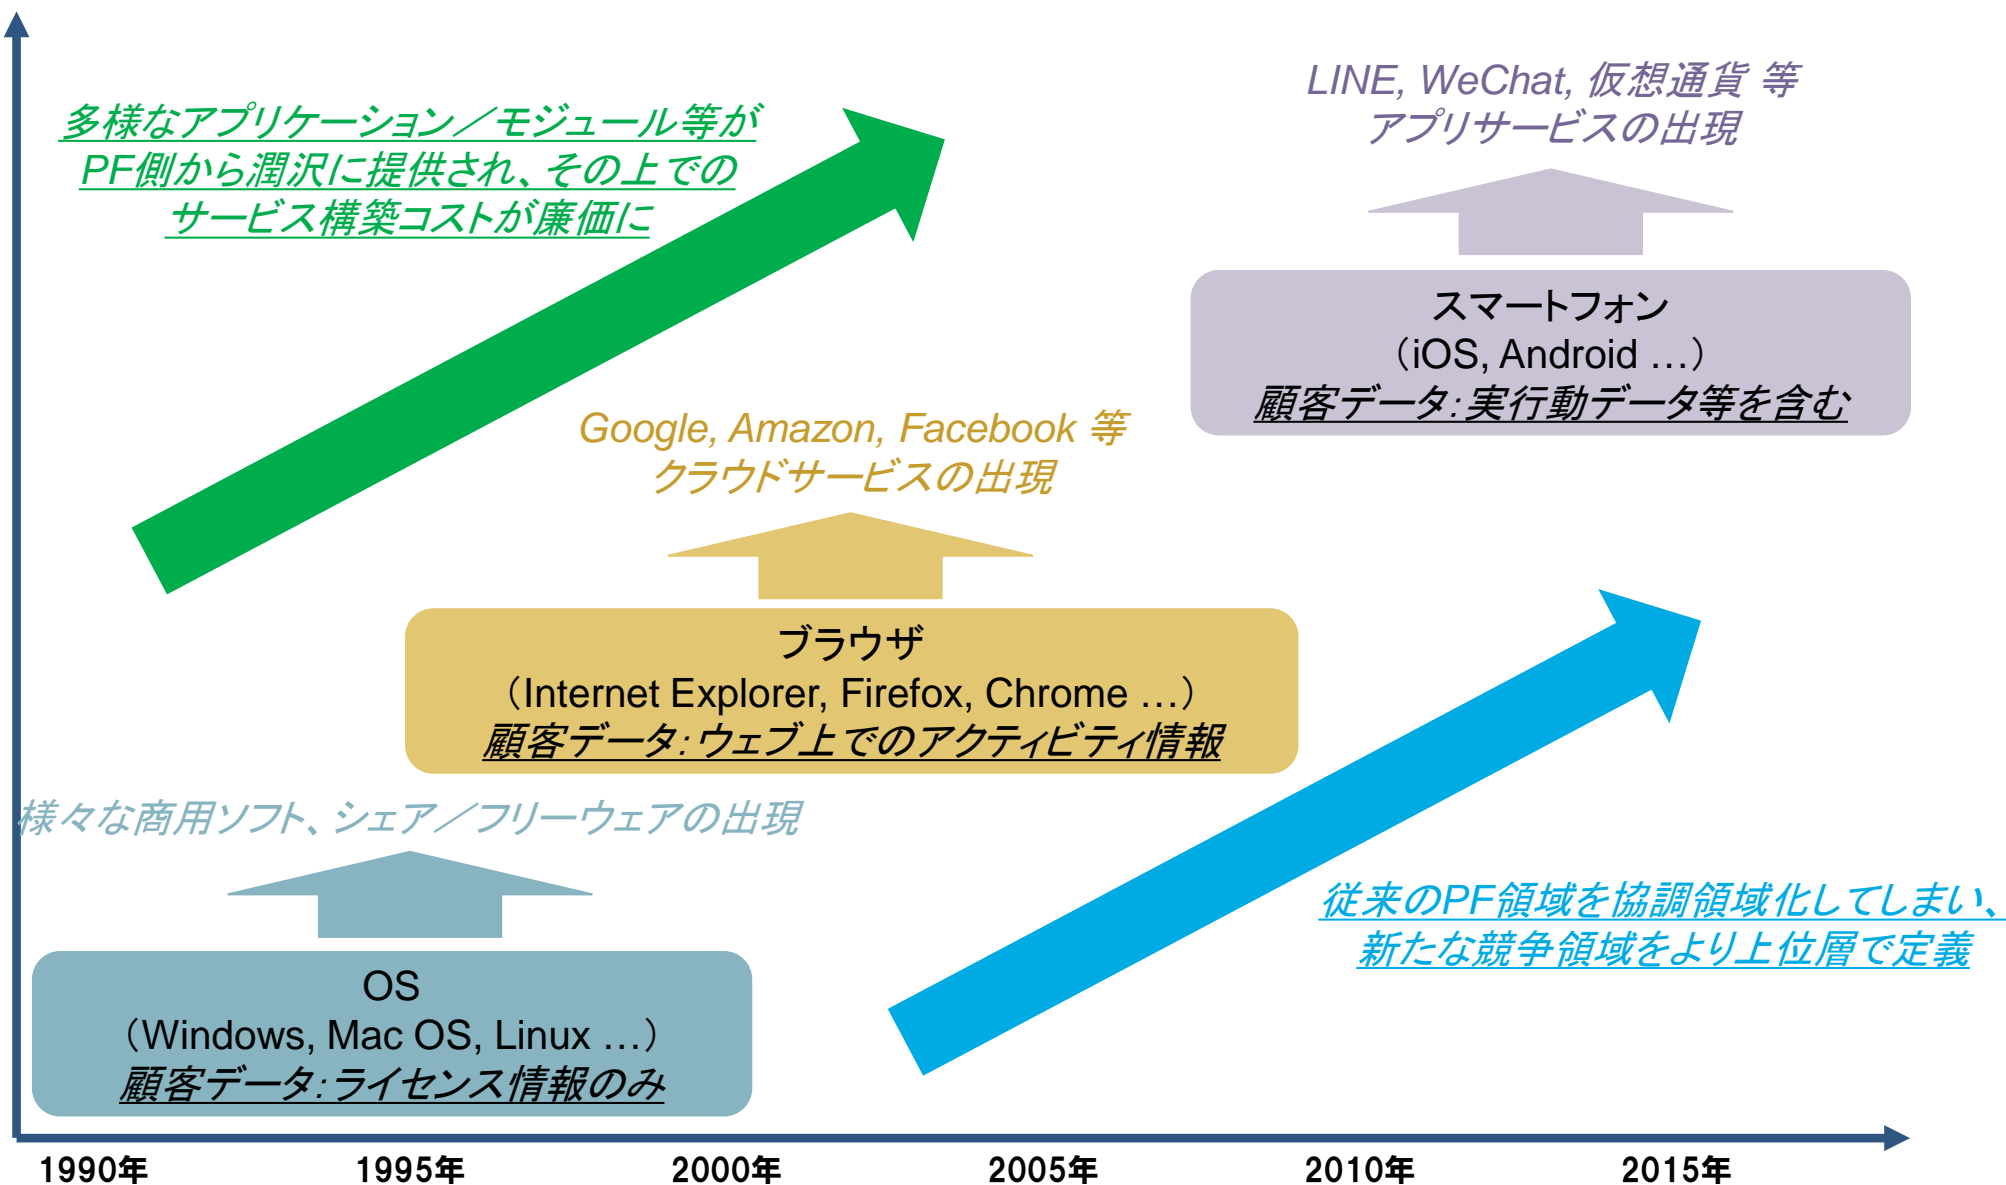 LINE, WeChat, 仮想通貨 等
アプリサービスの出現
多様なアプリケーション／モジュール等が
PF側から潤沢に提供され、その上での
サービス構築コストが廉価に
スマートフォン
（iOS, Android …）
顧客データ：実行動データ等を含む
Google, Amazon, Facebook 等
クラウドサービスの出現
ブラウザ
（Internet Explorer, Firefox, Chrome …）
顧客データ：ウェブ上でのアクティビティ情報
様々な商用ソフト、シェア／フリーウェアの出現
従来のPF領域を協調領域化してしまい、
新たな競争領域をより上位層で定義
OS
（Windows, Mac OS, Linux …）
顧客データ：ライセンス情報のみ
1990年 1995年 2000年 2005年 2010年 2015年